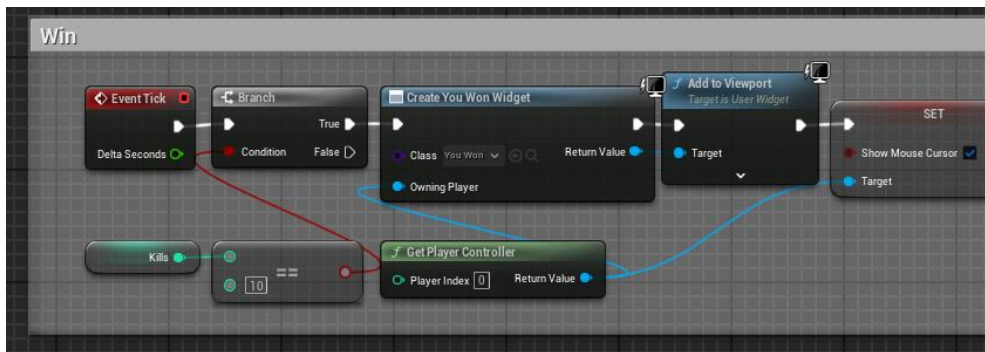 Win
Event Tick
Delta Seconds
Branch
True
Condition
False
Create You Won Widget
Class You Won
Return Value
Owning Player
f Add to Viewport
Target is User Widget
Target
SET
Show Mouse Cursor
Target
Kills
==
10
f Get Player Controller
Player Index 0
Return Value